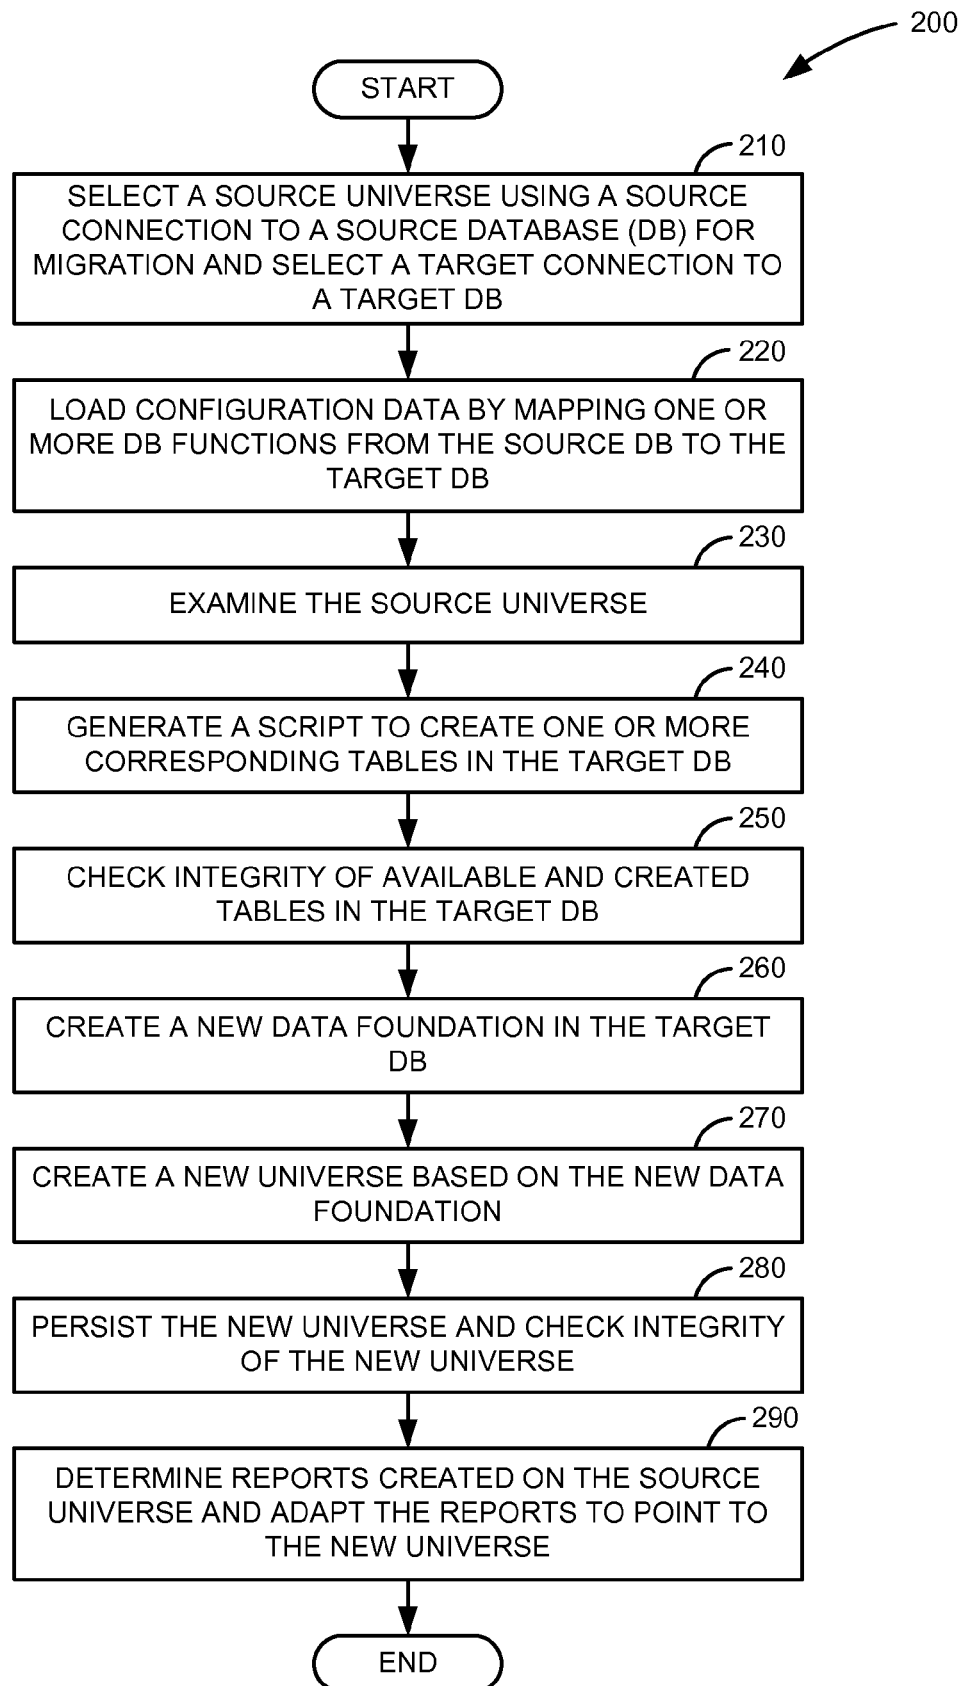 200
START
210
SELECT A SOURCE UNIVERSE USING A SOURCE
CONNECTION TO A SOURCE DATABASE (DB) FOR
MIGRATION AND SELECT A TARGET CONNECTION TO
A TARGET DB
220
LOAD CONFIGURATION DATA BY MAPPING ONE OR
MORE DB FUNCTIONS FROM THE SOURCE DB TO THE
TARGET DB
230
EXAMINE THE SOURCE UNIVERSE
240
GENERATE A SCRIPT TO CREATE ONE OR MORE
CORRESPONDING TABLES IN THE TARGET DB
250
CHECK INTEGRITY OF AVAILABLE AND CREATED
TABLES IN THE TARGET DB
260
CREATE A NEW DATA FOUNDATION IN THE TARGET
DB
270
CREATE A NEW UNIVERSE BASED ON THE NEW DATA
FOUNDATION
280
PERSIST THE NEW UNIVERSE AND CHECK INTEGRITY
OF THE NEW UNIVERSE
290
DETERMINE REPORTS CREATED ON THE SOURCE
UNIVERSE AND ADAPT THE REPORTS TO POINT TO
THE NEW UNIVERSE
END